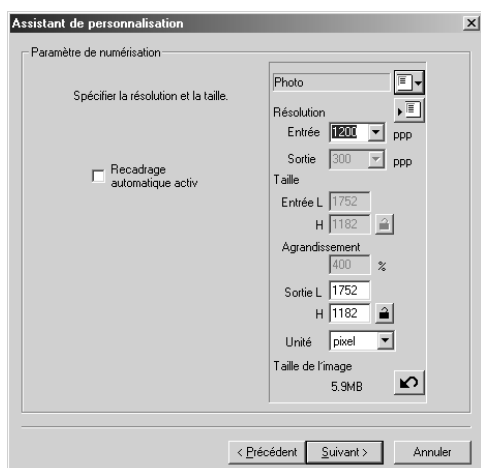 Assistant de personnalisation
Paramètre de numérisation
Spécifier la résolution et la taille.
Recadrage
automatique activ
Photo
Résolution
Entrée 1200 ppp
Sortie 300 ppp
Taille
Entrée L 1752
H 1182
Agrandissement
400 %
Sortie L 1752
H 1182
Unité pixel
Taille de l'image
5.9MB
< Précédent
Suivant >
Annuler